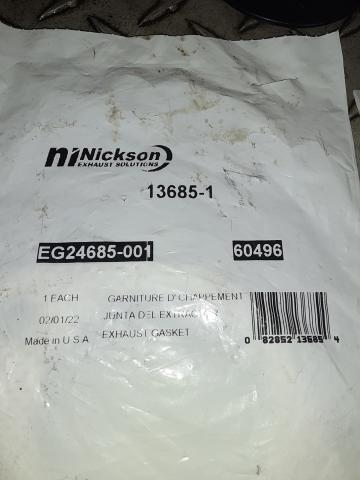 ni Nickson
EXHAUST SOLUTIONS
13685-1
EG24685-001 60496
1 EACH GARNITURE D'CHAPPEMENT
02/01/22 JUNTA DEL
Made in U S A EXHAUST GASKET
0 82852 13685 4